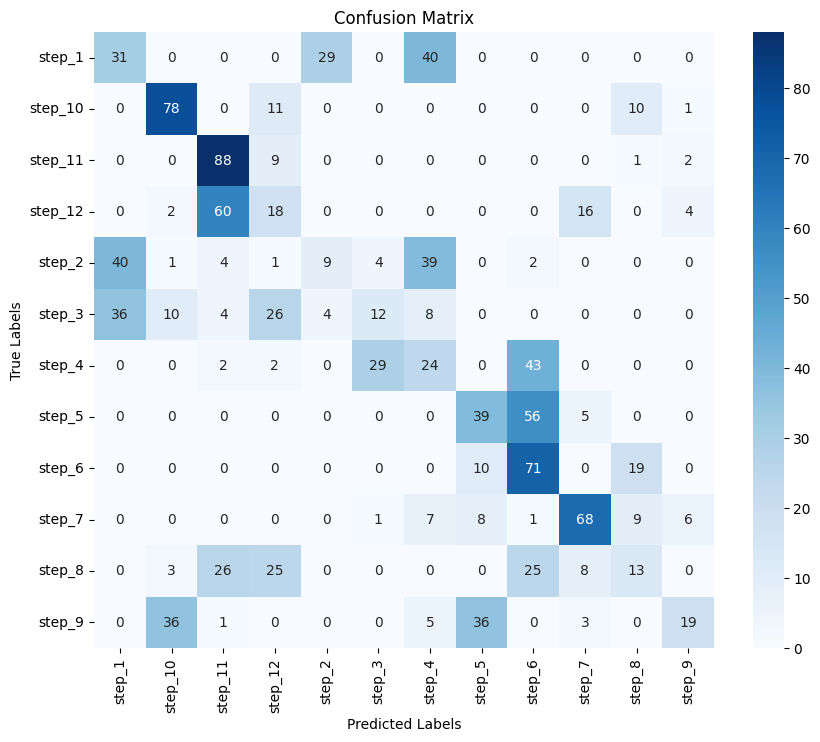 Confusion Matrix
True Labels
step_1 31 0 0 0 29 0 40 0 0 0 0 0
step_10 0 78 0 11 0 0 0 0 0 0 10 1
step_11 0 0 88 9 0 0 0 0 0 0 1 2
step_12 0 2 60 18 0 0 0 0 0 16 0 4
step_2 40 1 4 1 9 4 39 0 2 0 0 0
step_3 36 10 4 26 4 12 8 0 0 0 0 0
step_4 0 0 2 2 0 29 24 0 43 0 0 0
step_5 0 0 0 0 0 0 0 39 56 5 0 0
step_6 0 0 0 0 0 0 0 10 71 0 19 0
step_7 0 0 0 0 0 1 7 8 1 68 9 6
step_8 0 3 26 25 0 0 0 0 25 8 13 0
step_9 0 36 1 0 0 0 5 36 0 3 0 19
step_1 step_10 step_11 step_12 step_2 step_3 step_4 step_5 step_6 step_7 step_8 step_9
Predicted Labels
80
70
60
50
40
30
20
10
0